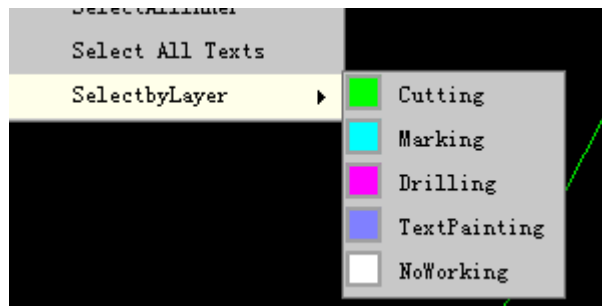 Select All Texts
SelectbyLayer
Cutting
Marking
Drilling
TextPainting
NoWorking